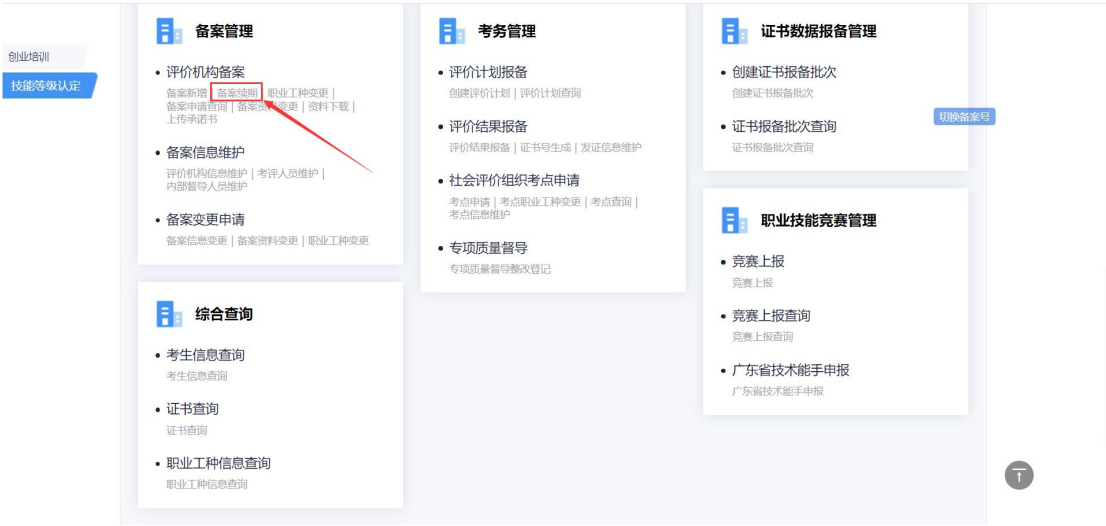 创业培训
技能等级认定
备案管理
评价机构备案
备案新增 | 备案续期 | 职业工种变更 |
备案申请查询 | 备案资料变更 | 资料下载 |
上传承诺书
备案信息维护
评价机构信息维护 | 考评人员维护 |
内部督导人员维护
备案变更申请
备案信息变更 | 备案资料变更 | 职业工种变更
综合查询
考生信息查询
考生信息查询
证书查询
证书查询
职业工种信息查询
职业工种信息查询
考务管理
评价计划报备
创建评价计划 | 评价计划查询
评价结果报备
评价结果报备 | 证书号生成 | 发证信息维护
社会评价组织考点申请
考点申请 | 考点职业工种变更 | 考点查询 |
考点信息维护
专项质量督导
专项质量督导整改登记
证书数据报备管理
创建证书报备批次
创建证书报备批次
证书报备批次查询
证书报备批次查询
切换备案号
职业技能竞赛管理
竞赛上报
竞赛上报
竞赛上报查询
竞赛上报查询
广东省技术能手申报
广东省技术能手申报